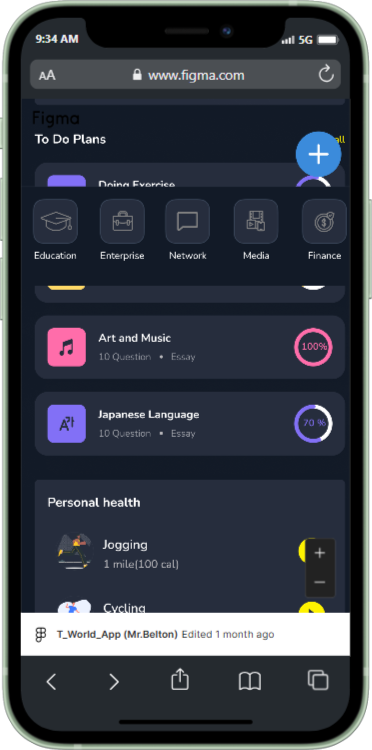 9:34 AM
5G
AA
www.figma.com
Figma
To Do Plans
all
Doing Exercise
Education
Enterprise
Network
Media
Finance
Art and Music
100%
10 Question • Essay
Japanese Language
70 %
10 Question • Essay
Personal health
Jogging
1 mile(100 cal)
+
−
Cycling
T_World_App (Mr.Belton) Edited 1 month ago